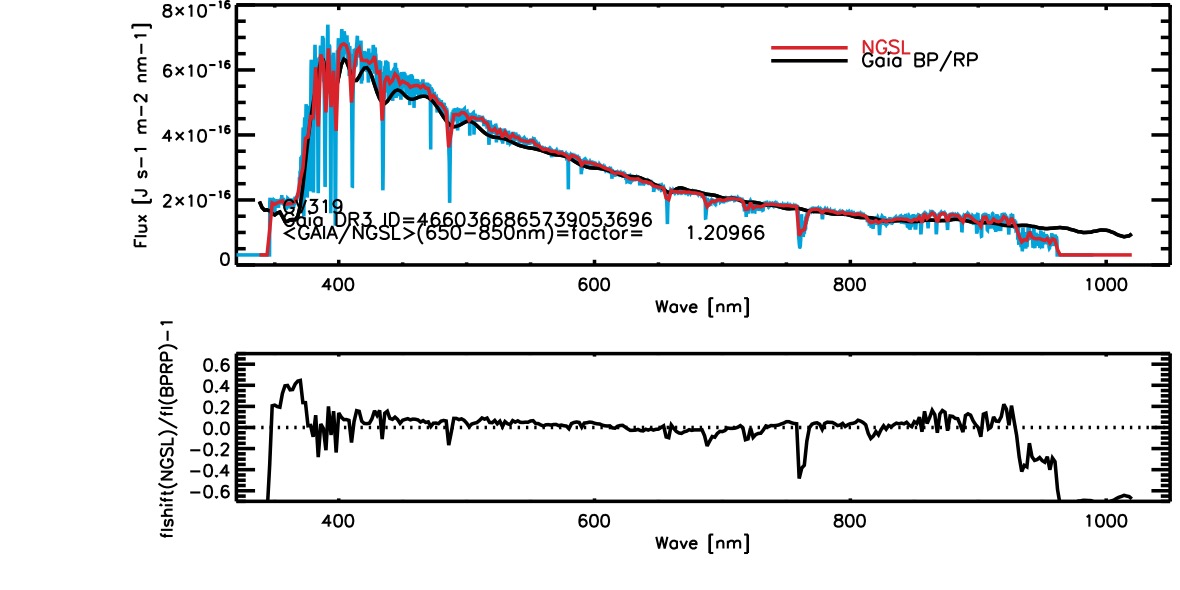 8×10−16
6×10−16
4×10−16
2×10−16
0
Flux [J s−1 m−2 nm−1]
NGSL
Gaia BP/RP
Gaia DR3 ID=4660366865739053696
<GAIA/NGSL>(650−850nm)=factor= 1.20966
400 600 800 1000
Wave [nm]
flshift(NGSL)/fl(BPRP)−1
0.6
0.4
0.2
0.0
−0.2
−0.4
−0.6
400 600 800 1000
Wave [nm]